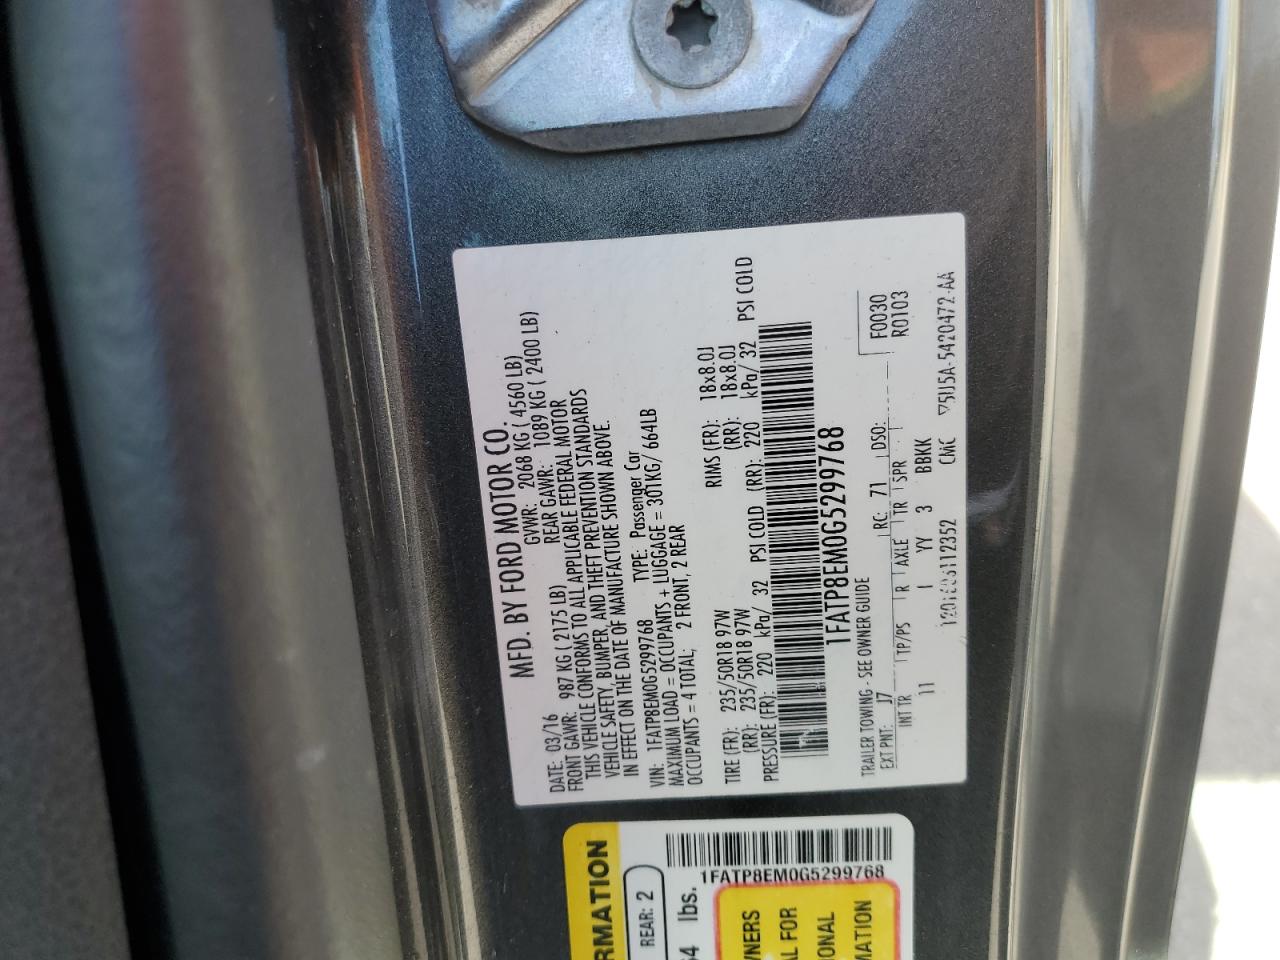 MFD. BY FORD MOTOR CO.
DATE: 03/16 GVWR: 2068 KG ( 4560 LB)
FRONT GAWR: 987 KG ( 2175 LB) REAR GAWR: 1089 KG ( 2400 LB)
THIS VEHICLE CONFORMS TO ALL APPLICABLE FEDERAL MOTOR
VEHICLE SAFETY, BUMPER, AND THEFT PREVENTION STANDARDS
IN EFFECT ON THE DATE OF MANUFACTURE SHOWN ABOVE.
VIN: 1FATP8EM0G5299768 TYPE: Passenger Car
MAXIMUM LOAD = OCCUPANTS + LUGGAGE = 301KG/ 664LB
OCCUPANTS = 4 TOTAL; 2 FRONT, 2 REAR
TIRE (FR): 235/50R18 97W RIMS (FR): 18x8.0J
(RR): 235/50R18 97W (RR): 18x8.0J
PRESSURE (FR): 220 kPa/ 32 PSI COLD (RR): 220 kPa/ 32 PSI COLD
1FATP8EM0G5299768
TRAILER TOWING - SEE OWNER GUIDE F0030
EXT PNT: J7 RC: 71 DSO: R0103
INT TR TP/PS R AXLE TR SPR
11 I YY 3 BBKK
CMC 5U5A-5420472-AA
RMATION
REAR: 2
64 lbs.
1FATP8EM0G5299768
NERS
AL FOR
IONAL
MATION